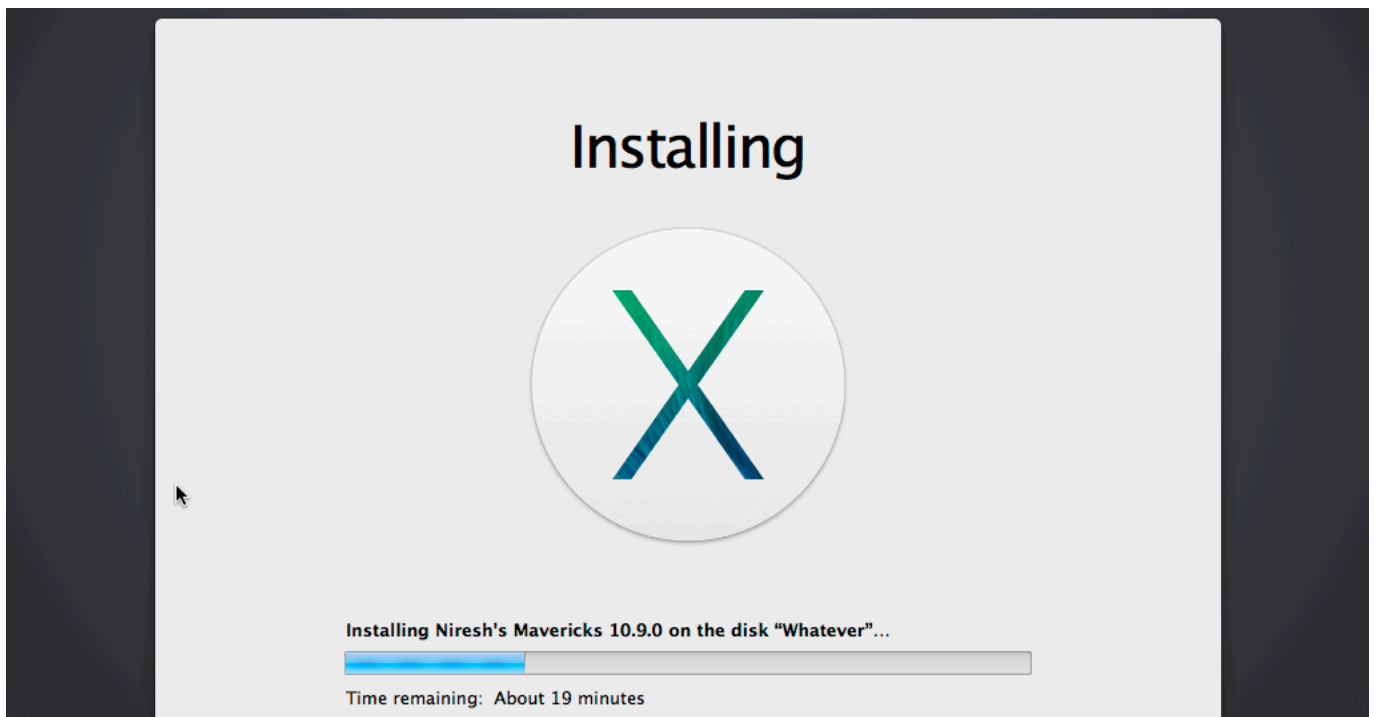 Installing
X
Installing Niresh's Mavericks 10.9.0 on the disk “Whatever”...
Time remaining: About 19 minutes